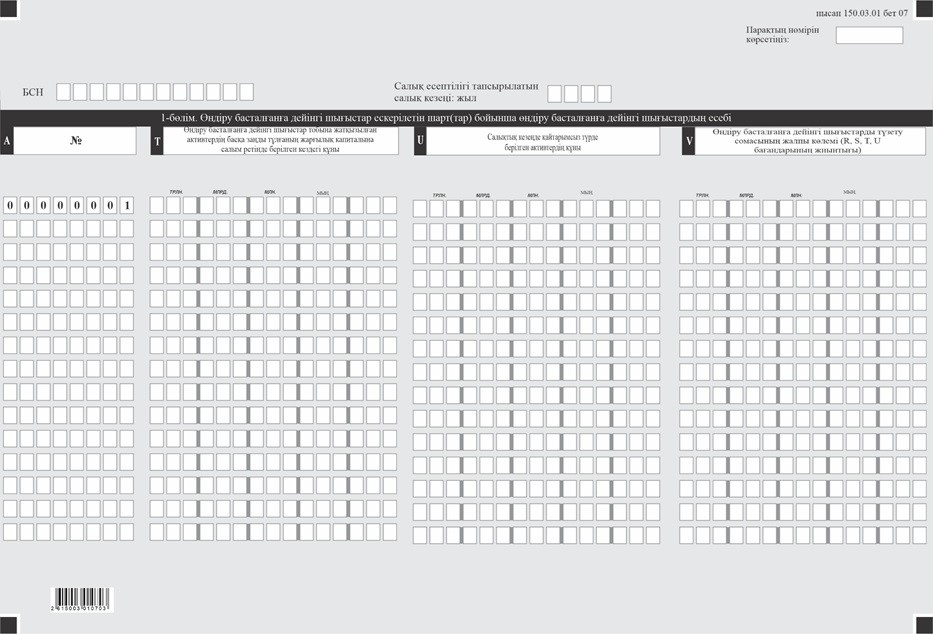 нысан 150.03.01 бет 07
Парақтың нөмірін
көрсетіңіз:
БСН
Салық есептілігі тапсырылатын
салық кезеңі: жыл
1-бөлім. Өндіру басталғанға дейінгі шығыстар ескерілетін шарт(тар) бойынша өндіру басталғанға дейінгі шығыстардың есебі
A
№
T
Өндіру басталғанға дейінгі шығыстар тобына жатқызылған
активтердің басқа заңды тұлғаның жарғылық капиталына
салым ретінде берілген кездегі құны
U
Салықтық кезеңде қайтарымсыз түрде
берілген активтердің құны
V
Өндіру басталғанға дейінгі шығыстарды түзету
сомасының жалпы көлемі (R, S, T, U
бағандарының жиынтығы)
трлн. млрд. млн. мың
трлн. млрд. млн. мың
трлн. млрд. млн. мың
0 0 0 0 0 0 0 1
2 615003 010703